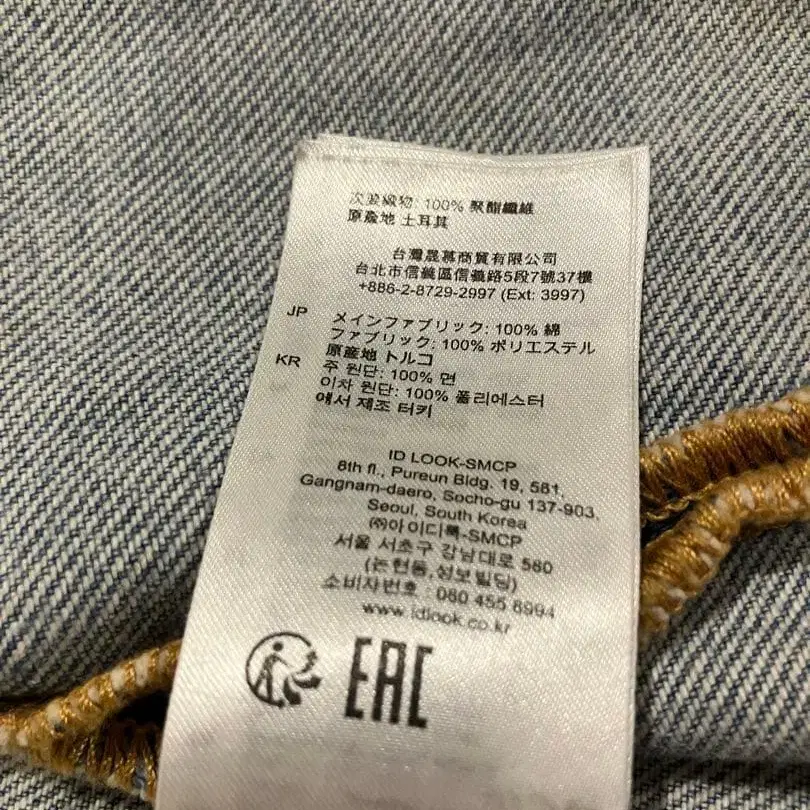 次要織物: 100% 聚酯纖維
原產地 土耳其
台灣晟慕商貿有限公司
台北市信義區信義路5段7號37樓
+886-2-8729-2997 (Ext: 3997)
JP メインファブリック: 100% 綿
ファブリック: 100% ポリエステル
原産地 トルコ
KR 주 원단: 100% 면
이차 원단: 100% 폴리에스터
에서 제조 터키
ID LOOK-SMCP
8th fl., Pureun Bldg. 19, 581,
Gangnam-daero, Socho-gu 137-903,
Seoul, South Korea
㈜아이디룩-SMCP
서울 서초구 강남대로 580
(논현동,성보빌딩)
소비자번호 : 080 455 8994
www.idlook.co.kr
EAC